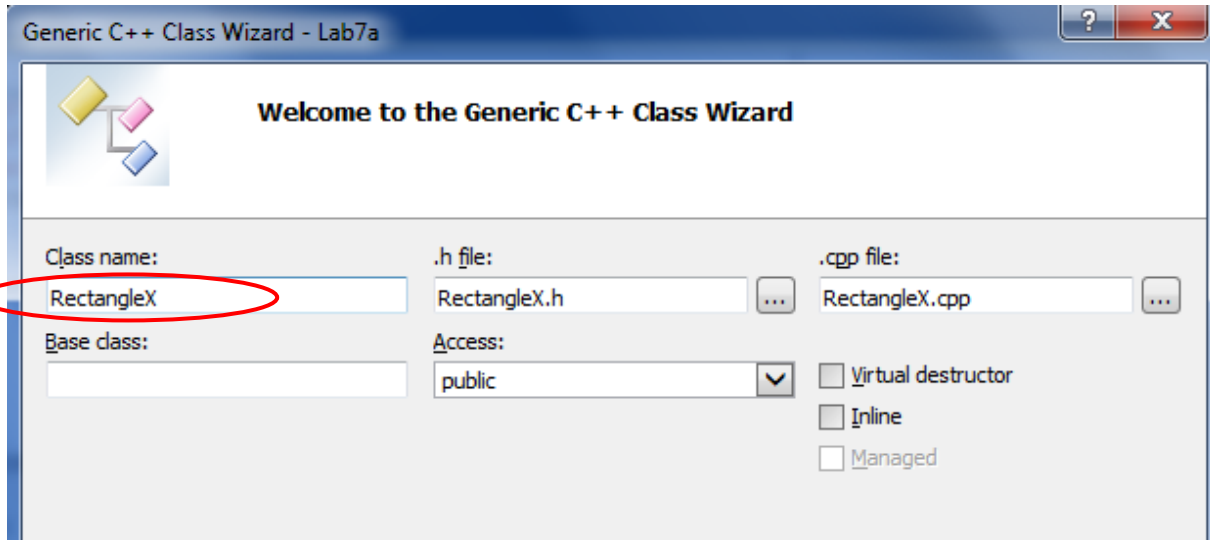 Generic C++ Class Wizard - Lab7a
?
X
Welcome to the Generic C++ Class Wizard
Class name:
.h file:
.cpp file:
RectangleX
RectangleX.h
...
RectangleX.cpp
...
Base class:
Access:
public
Virtual destructor
Inline
Managed